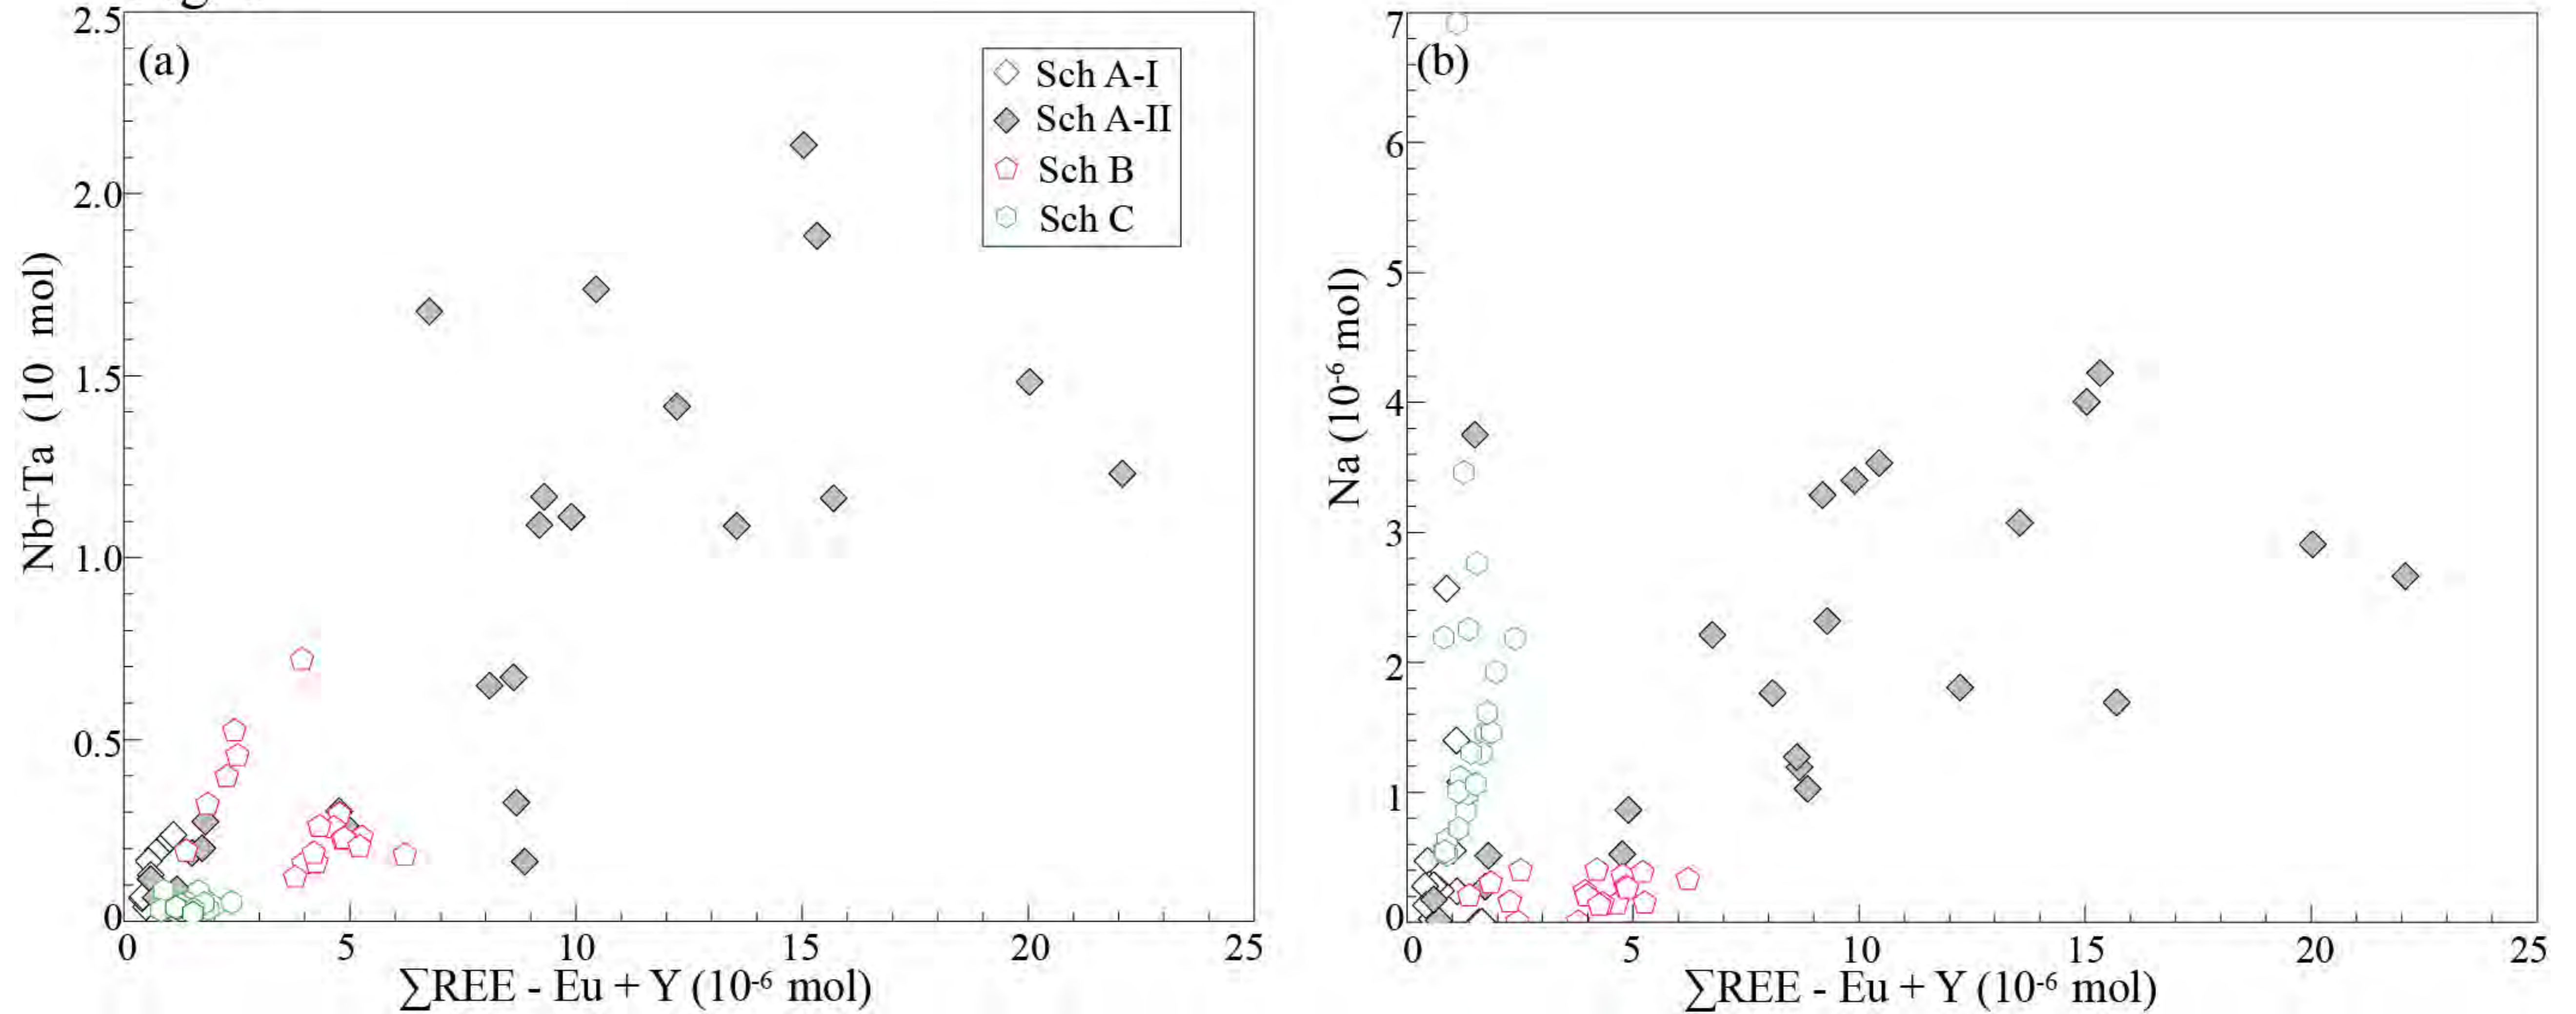 g
2.5
(a)
Sch A-I
Sch A-II
Sch B
Sch C
2.0
1.5
1.0
0.5
0
Nb+Ta (10 mol)
0 5 10 15 20 25
∑REE - Eu + Y (10⁻⁶ mol)
7
(b)
6
5
4
3
2
1
0
Na (10⁻⁶ mol)
0 5 10 15 20 25
∑REE - Eu + Y (10⁻⁶ mol)